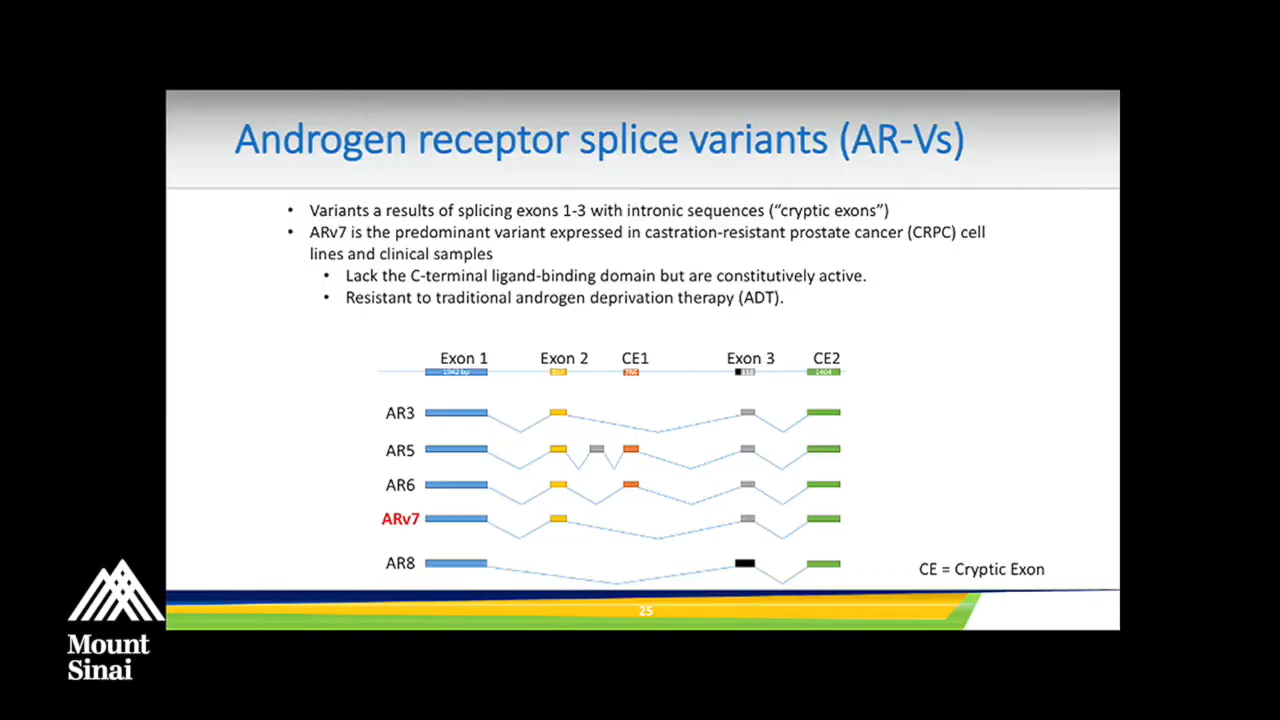 Androgen receptor splice variants (AR-Vs)
• Variants a results of splicing exons 1-3 with intronic sequences (“cryptic exons”)
• ARv7 is the predominant variant expressed in castration-resistant prostate cancer (CRPC) cell
lines and clinical samples
• Lack the C-terminal ligand-binding domain but are constitutively active.
• Resistant to traditional androgen deprivation therapy (ADT).
Exon 1 Exon 2 CE1 Exon 3 CE2
1942 bp 1404
AR3
AR5
AR6
ARv7
AR8
CE = Cryptic Exon
25
Mount
Sinai